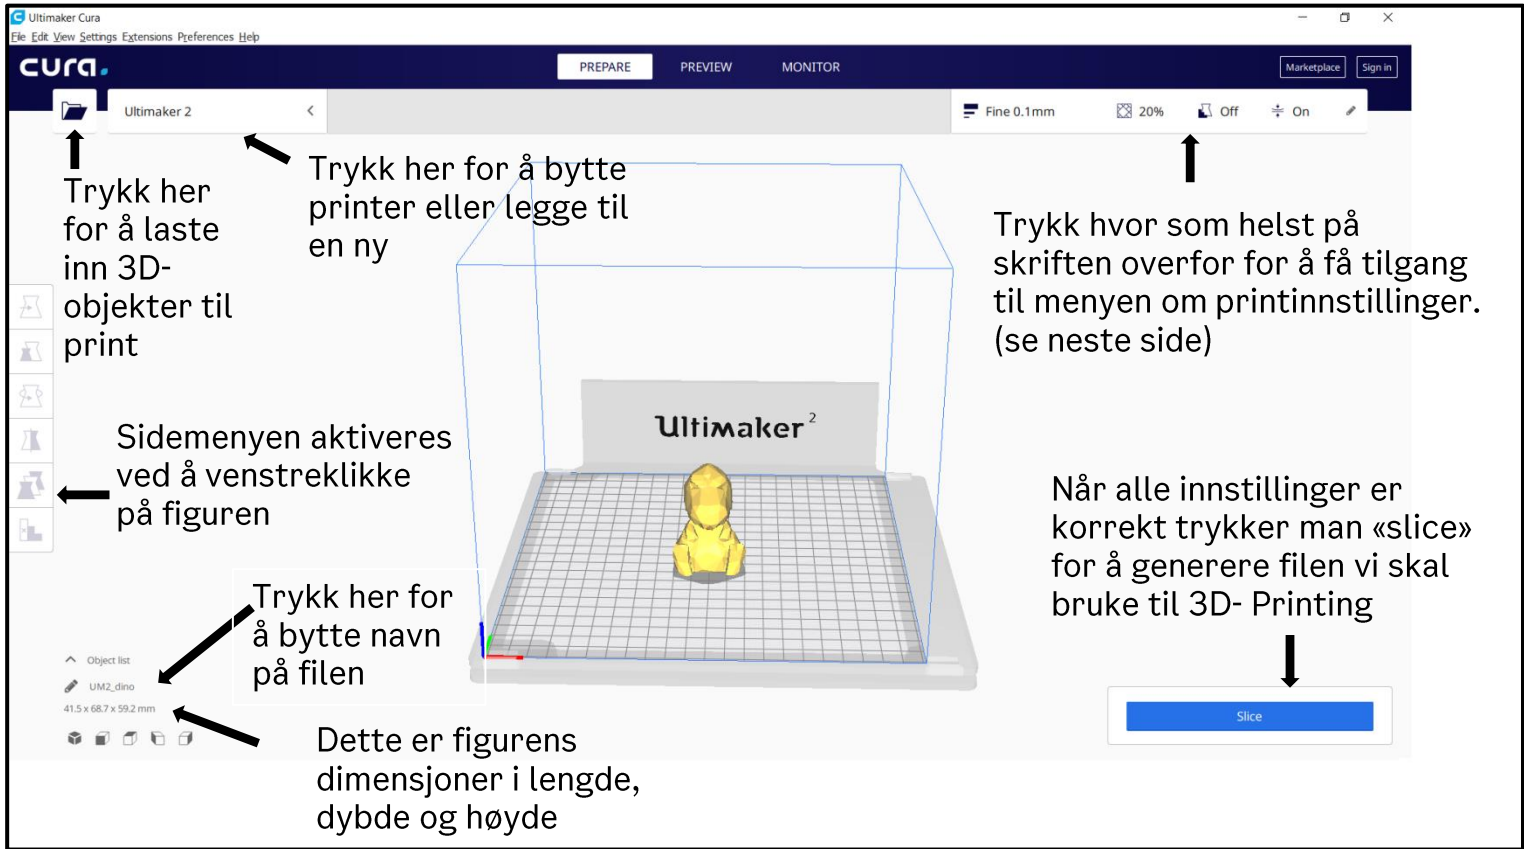 Ultimaker Cura
File Edit View Settings Extensions Preferences Help
cura.
PREPARE
PREVIEW
MONITOR
Marketplace
Sign in
Ultimaker 2
Fine 0.1mm
20%
Off
On
Trykk her
for å laste
inn 3D-
objekter til
print
Trykk her for å bytte
printer eller legge til
en ny
Trykk hvor som helst på
skriften overfor for å få tilgang
til menyen om printinnstillinger.
(se neste side)
Ultimaker²
Sidemenyen aktiveres
ved å venstreklikke
på figuren
Når alle innstillinger er
korrekt trykker man «slice»
for å generere filen vi skal
bruke til 3D- Printing
Trykk her for
å bytte navn
på filen
Object list
UM2_dino
41.5 x 68.7 x 59.2 mm
Slice
Dette er figurens
dimensjoner i lengde,
dybde og høyde